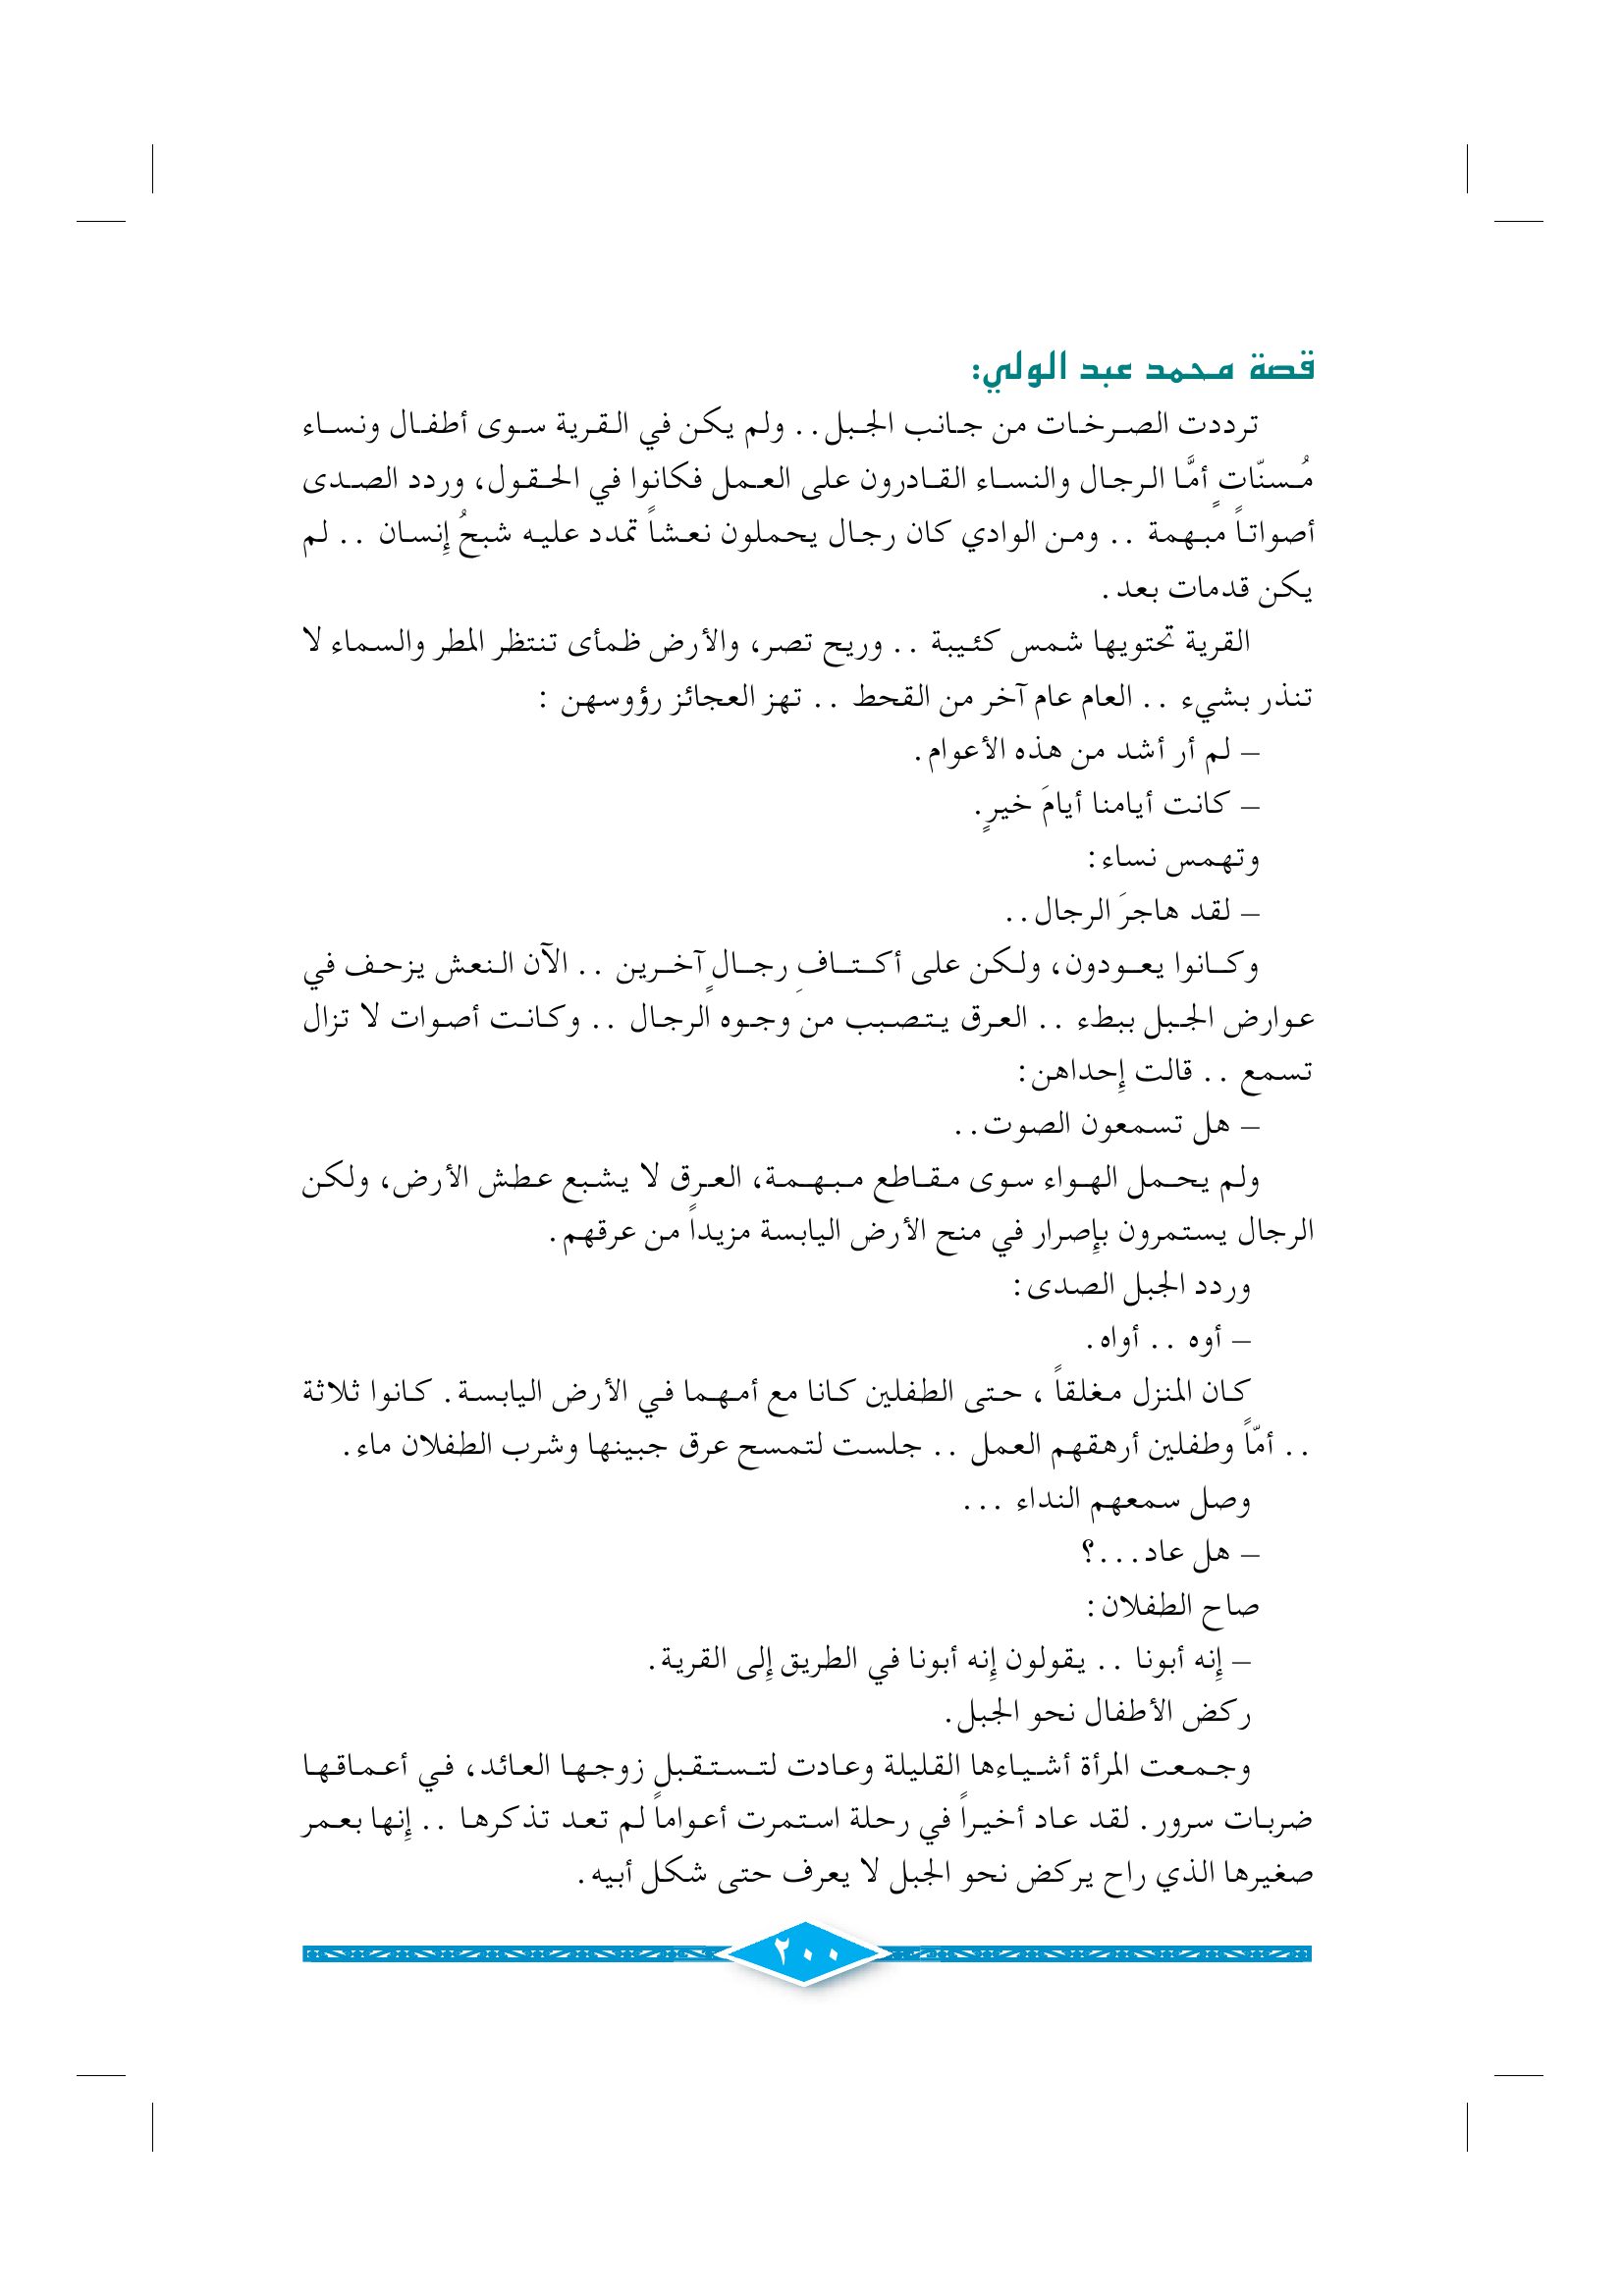 قصة محمد عبد الولي:
ترددت الصرخات من جانب الجبل.. ولم يكن في القرية سوى أطفال ونساء
مُسنّاتٍ أمَّا الرجال والنساء القادرون على العمل فكانوا في الحقول، وردد الصدى
أصواتاً مبهمة .. ومن الوادي كان رجال يحملون نعشاً تمدد عليه شبحُ إِنسان .. لم
يكن قدمات بعد.
القرية تحتويها شمس كئيبة .. وريح تصر، والأرض ظمأى تنتظر المطر والسماء لا
تنذر بشيء .. العام عام آخر من القحط .. تهز العجائز رؤوسهن :
– لم أر أشد من هذه الأعوام.
– كانت أيامنا أيامَ خيرٍ.
وتهمس نساء:
– لقد هاجرَ الرجال..
وكانوا يعودون، ولكن على أكتافِ رجالٍ آخرين .. الآن النعش يزحف في
عوارض الجبل ببطء .. العرق يتصبب من وجوه الرجال .. وكانت أصوات لا تزال
تسمع .. قالت إِحداهن:
– هل تسمعون الصوت..
ولم يحمل الهواء سوى مقاطع مبهمة، العرق لا يشبع عطش الأرض، ولكن
الرجال يستمرون بإِصرار في منح الأرض اليابسة مزيداً من عرقهم.
وردد الجبل الصدى:
– أوه .. أواه.
كان المنزل مغلقاً ، حتى الطفلين كانا مع أمهما في الأرض اليابسة. كانوا ثلاثة
.. أمّاً وطفلين أرهقهم العمل .. جلست لتمسح عرق جبينها وشرب الطفلان ماء.
وصل سمعهم النداء ...
– هل عاد...؟
صاح الطفلان:
– إِنه أبونا .. يقولون إِنه أبونا في الطريق إِلى القرية.
ركض الأطفال نحو الجبل.
وجمعت المرأة أشياءها القليلة وعادت لتستقبل زوجها العائد، في أعماقها
ضربات سرور. لقد عاد أخيراً في رحلة استمرت أعواماً لم تعد تذكرها .. إِنها بعمر
صغيرها الذي راح يركض نحو الجبل لا يعرف حتى شكل أبيه.
٢٠٠